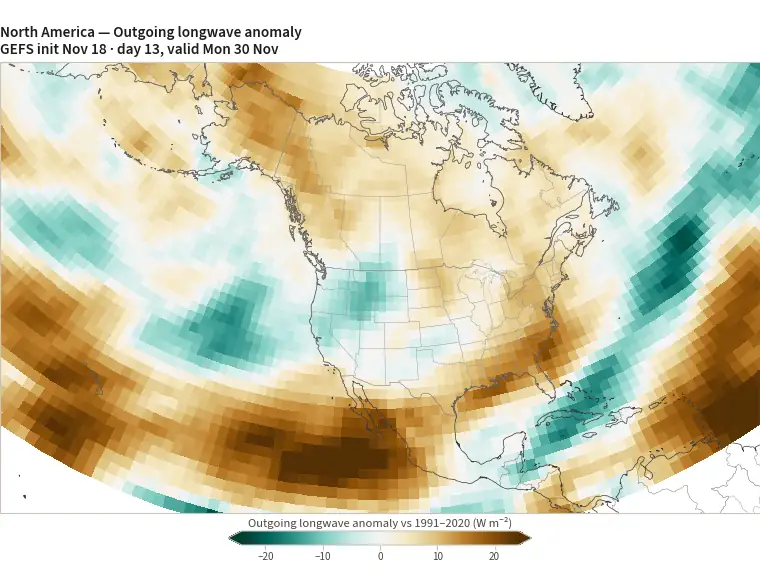 North America — Outgoing longwave anomaly
GEFS init Nov 18 · day 13, valid Mon 30 Nov
Outgoing longwave anomaly vs 1991–2020 (W m⁻²)
−20 −10 0 10 20